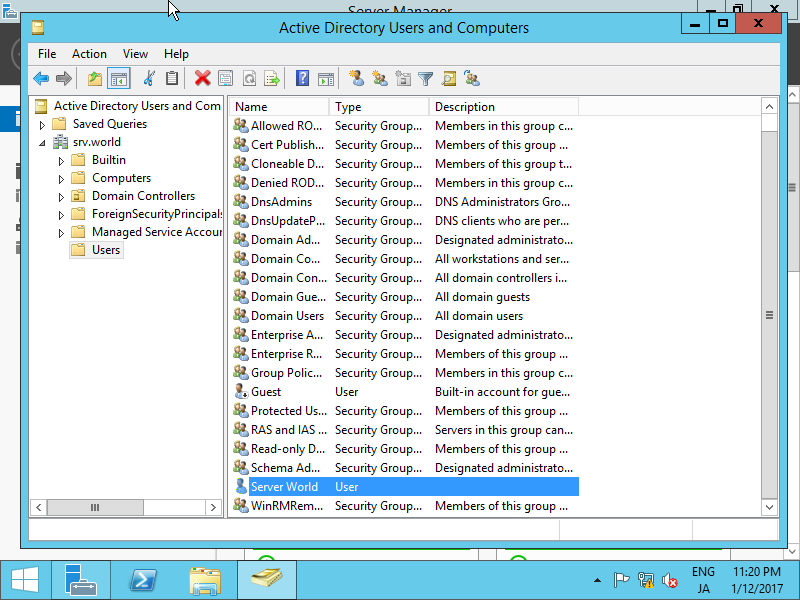 Server Manager
Active Directory Users and Computers
File Action View Help
Active Directory Users and Com
Saved Queries
srv.world
Builtin
Computers
Domain Controllers
ForeignSecurityPrincipals
Managed Service Accour
Users
Name Type Description
Allowed RO... Security Group... Members in this group c...
Cert Publish... Security Group... Members of this group ...
Cloneable D... Security Group... Members of this group t...
Denied ROD... Security Group... Members in this group c...
DnsAdmins Security Group... DNS Administrators Gro...
DnsUpdateP... Security Group... DNS clients who are per...
Domain Ad... Security Group... Designated administrato...
Domain Co... Security Group... All workstations and ser...
Domain Con... Security Group... All domain controllers i...
Domain Gue... Security Group... All domain guests
Domain Users Security Group... All domain users
Enterprise A... Security Group... Designated administrato...
Enterprise R... Security Group... Members of this group ...
Group Polic... Security Group... Members in this group c...
Guest User Built-in account for gue...
Protected Us... Security Group... Members of this group ...
RAS and IAS ... Security Group... Servers in this group can...
Read-only D... Security Group... Members of this group ...
Schema Ad... Security Group... Designated administrato...
Server World User
WinRMRem... Security Group... Members of this group ...
ENG 11:20 PM
JA 1/12/2017